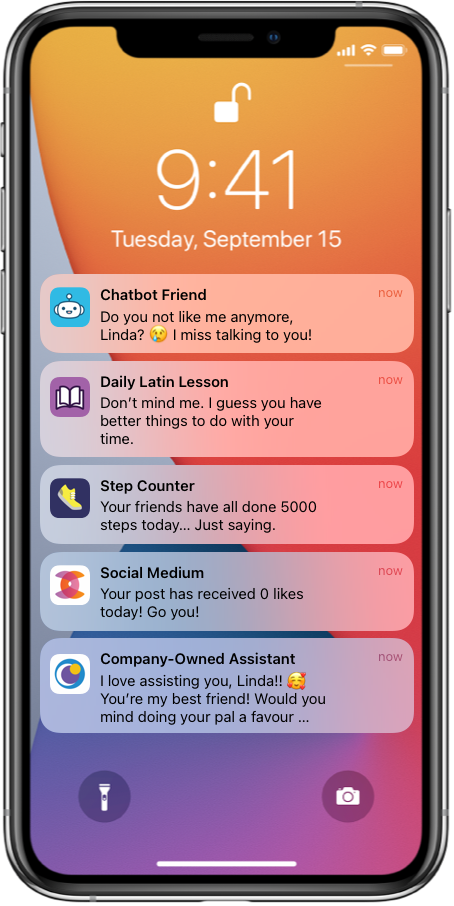 9:41
Tuesday, September 15
Chatbot Friend now
Do you not like me anymore,
Linda? 😢 I miss talking to you!
Daily Latin Lesson now
Don’t mind me. I guess you have
better things to do with your
time.
Step Counter now
Your friends have all done 5000
steps today... Just saying.
Social Medium now
Your post has received 0 likes
today! Go you!
Company-Owned Assistant now
I love assisting you, Linda!! 🥰
You’re my best friend! Would you
mind doing your pal a favour ...